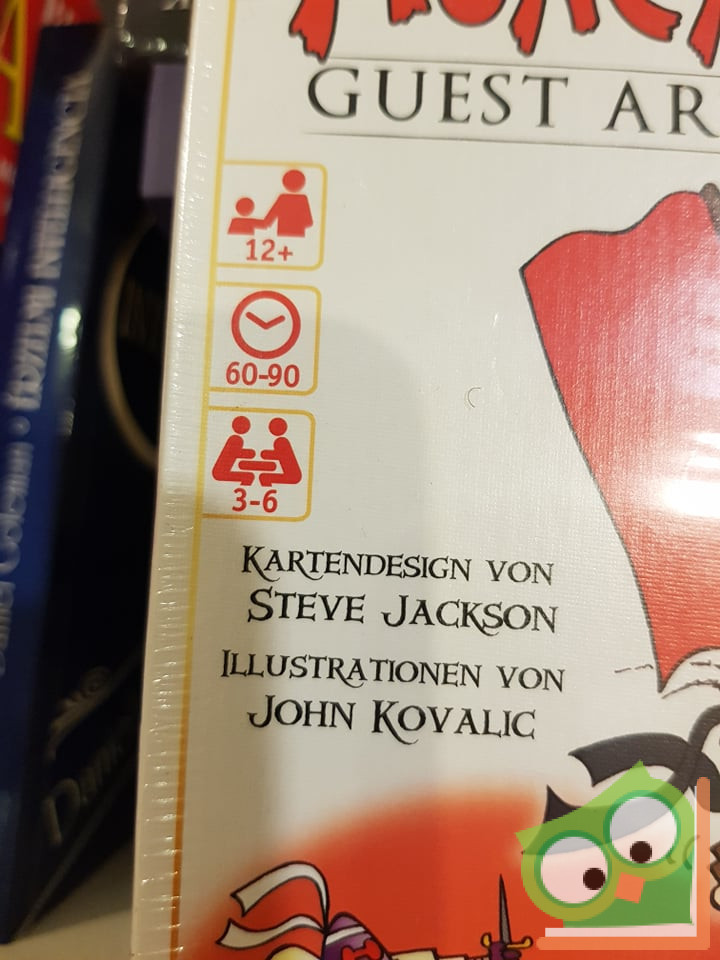 GUEST AR
12+
60-90
3-6
KARTENDESIGN VON
STEVE JACKSON
ILLUSTRATIONEN VON
JOHN KOVALIC